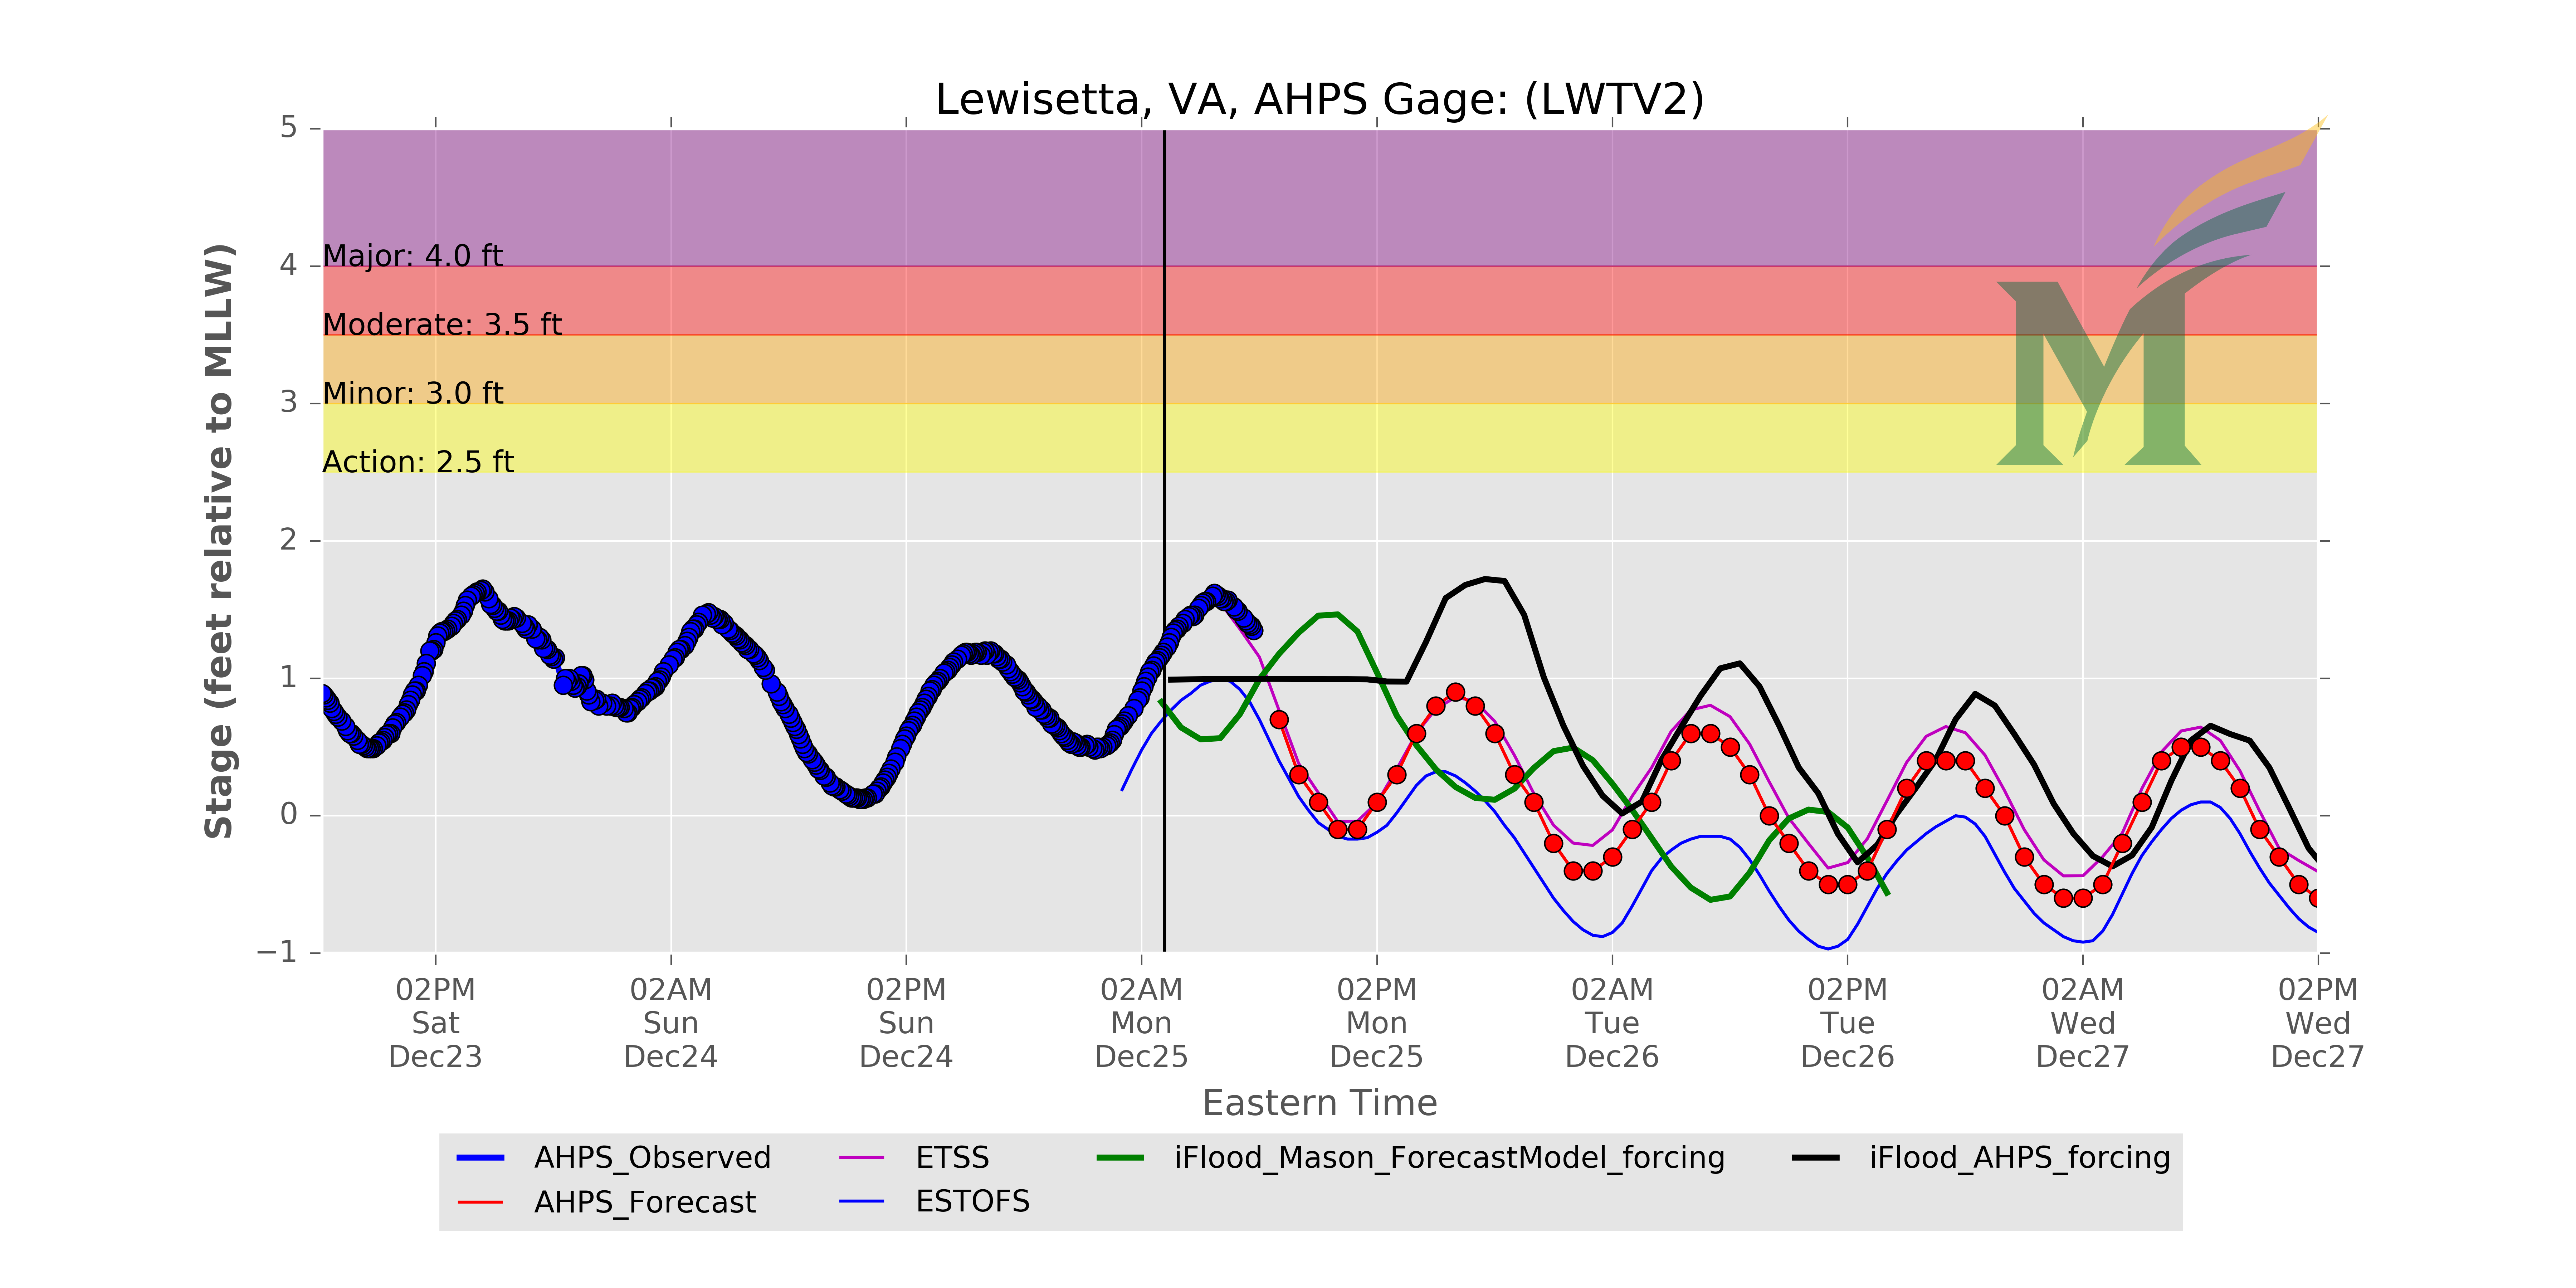 Lewisetta, VA, AHPS Gage: (LWTV2)
Stage (feet relative to MLLW)
5
4
3
2
1
0
−1
Major: 4.0 ft
Moderate: 3.5 ft
Minor: 3.0 ft
Action: 2.5 ft
M
02PM 02AM 02PM 02AM 02PM 02AM 02PM 02AM 02PM
Sat Sun Sun Mon Mon Tue Tue Wed Wed
Dec23 Dec24 Dec24 Dec25 Dec25 Dec26 Dec26 Dec27 Dec27
Eastern Time
AHPS_Observed ETSS iFlood_Mason_ForecastModel_forcing iFlood_AHPS_forcing
AHPS_Forecast ESTOFS